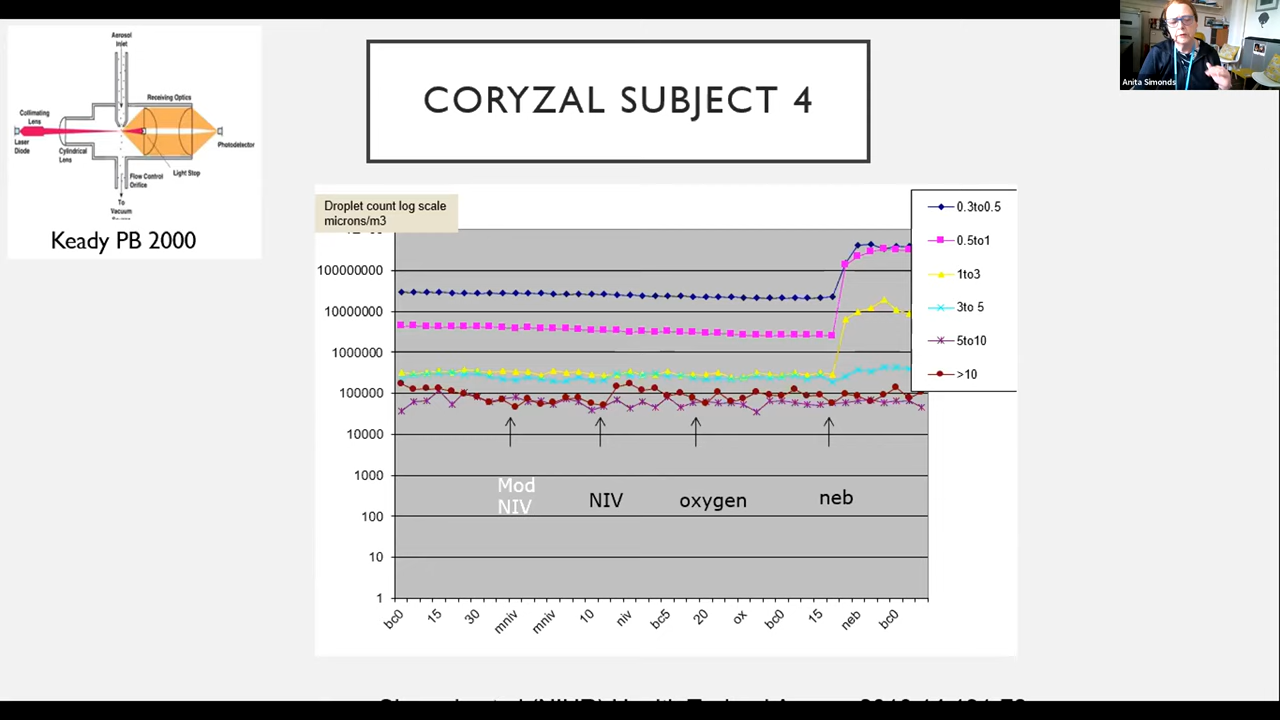 Aerosol
Inlet
Collimating
Lens
Receiving Optics
Laser
Diode
Cylindrical
Lens
Photodetector
Light Stop
Flow Control
Orifice
To
Vacuum
Keady PB 2000
CORYZAL SUBJECT 4
Anita Simonds
Droplet count log scale
microns/m3
100000000
10000000
1000000
100000
10000
1000
100
10
1
0.3to0.5
0.5to1
1to3
3to 5
5to10
>10
Mod
NIV
NIV
oxygen
neb
bc0
15
30
mniv
mniv
10
niv
bc5
20
ox
bc0
15
neb
bc0